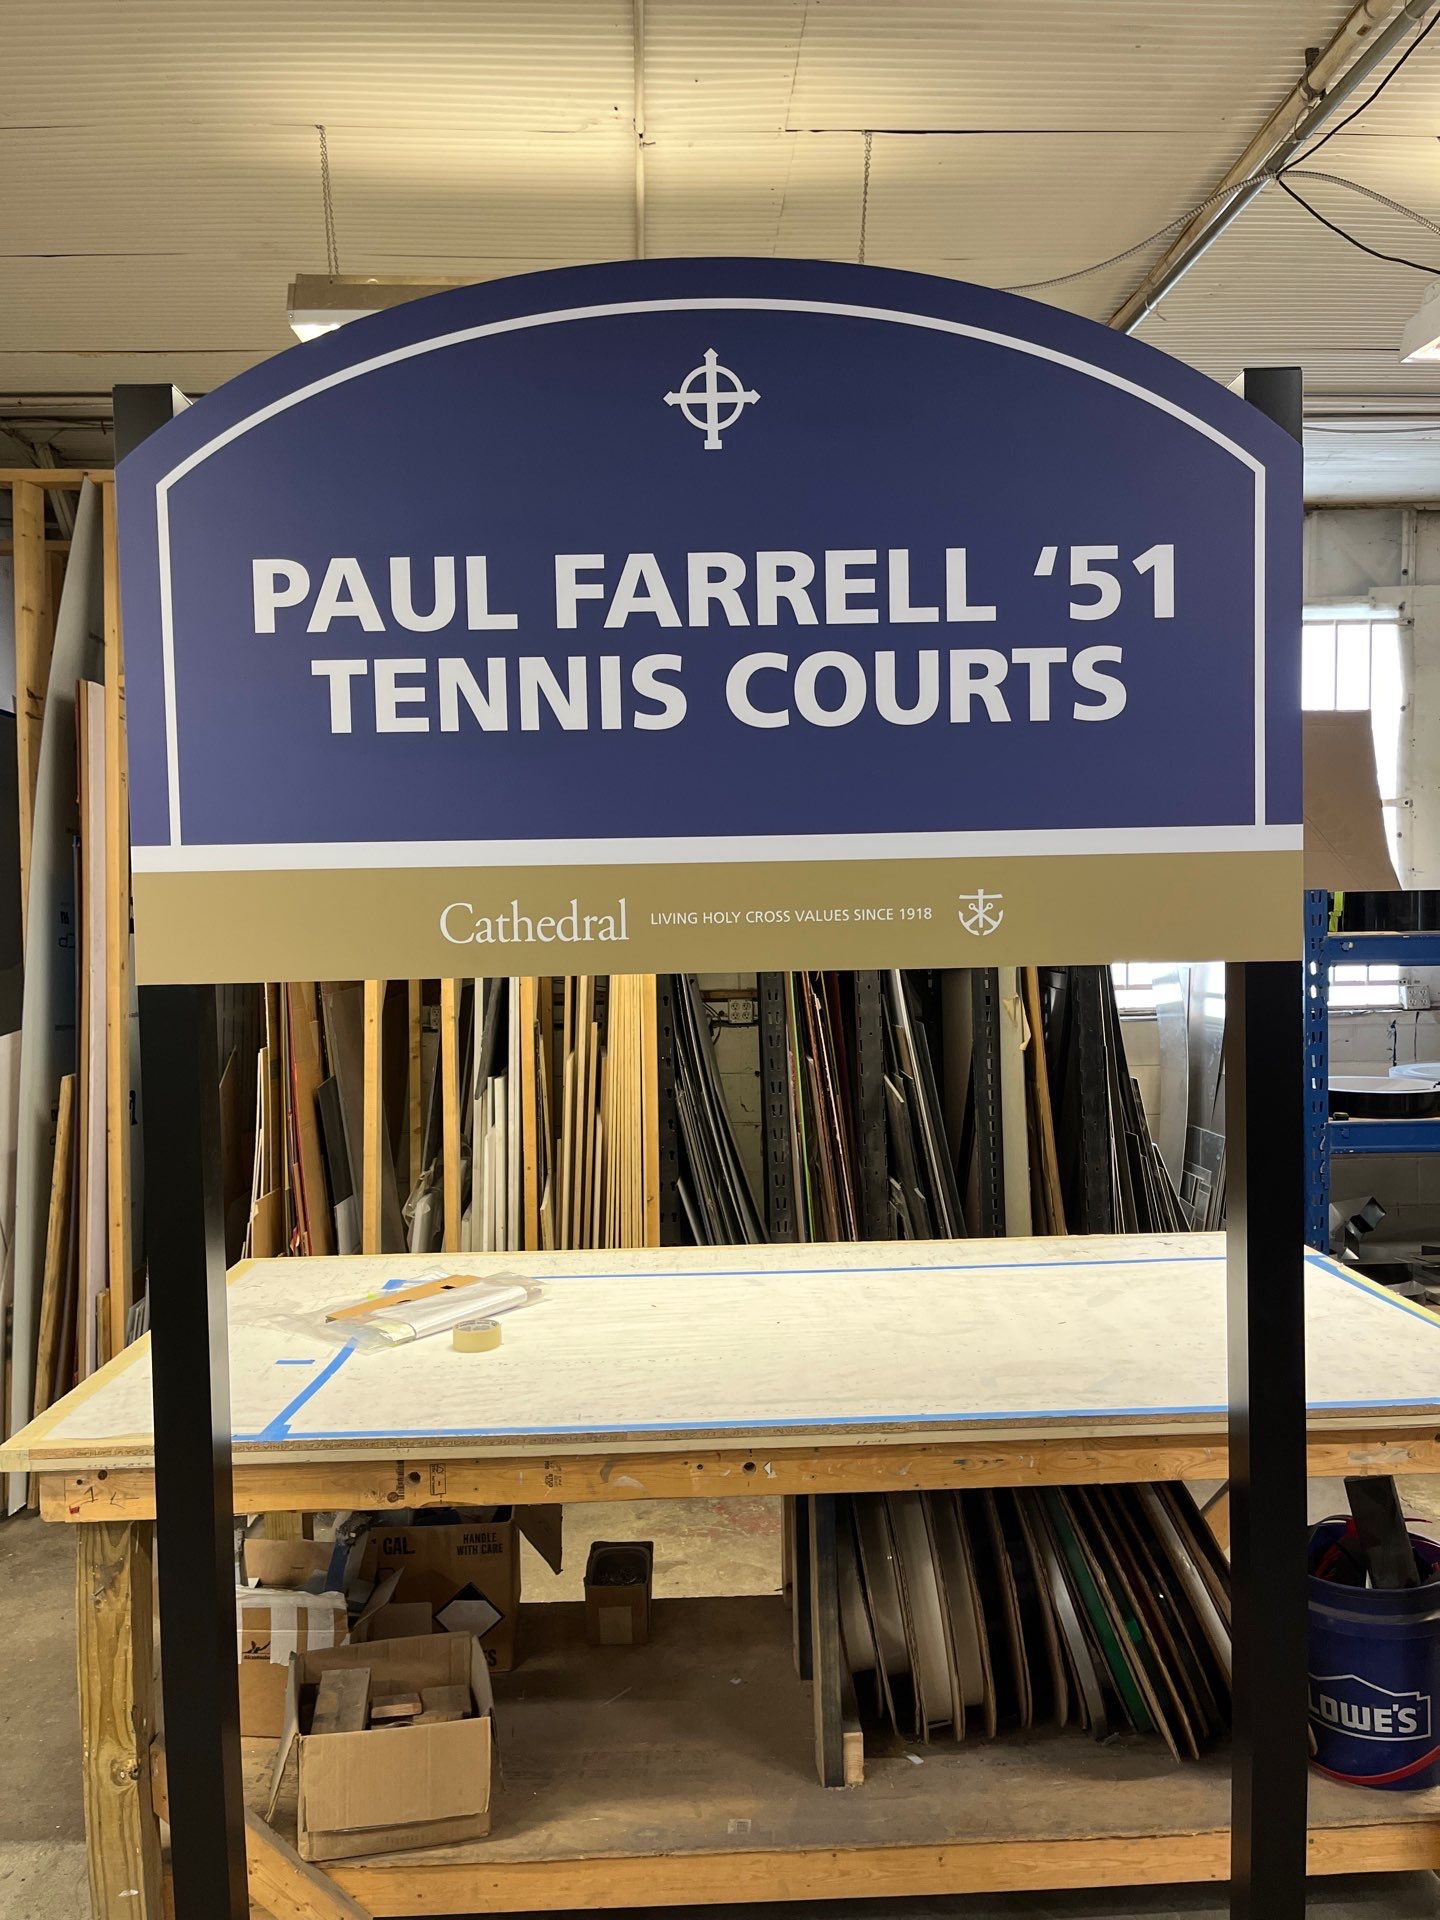 PAUL FARRELL ‘51
TENNIS COURTS
Cathedral LIVING HOLY CROSS VALUES SINCE 1918
GAL.
HANDLE
WITH CARE
LOWE'S